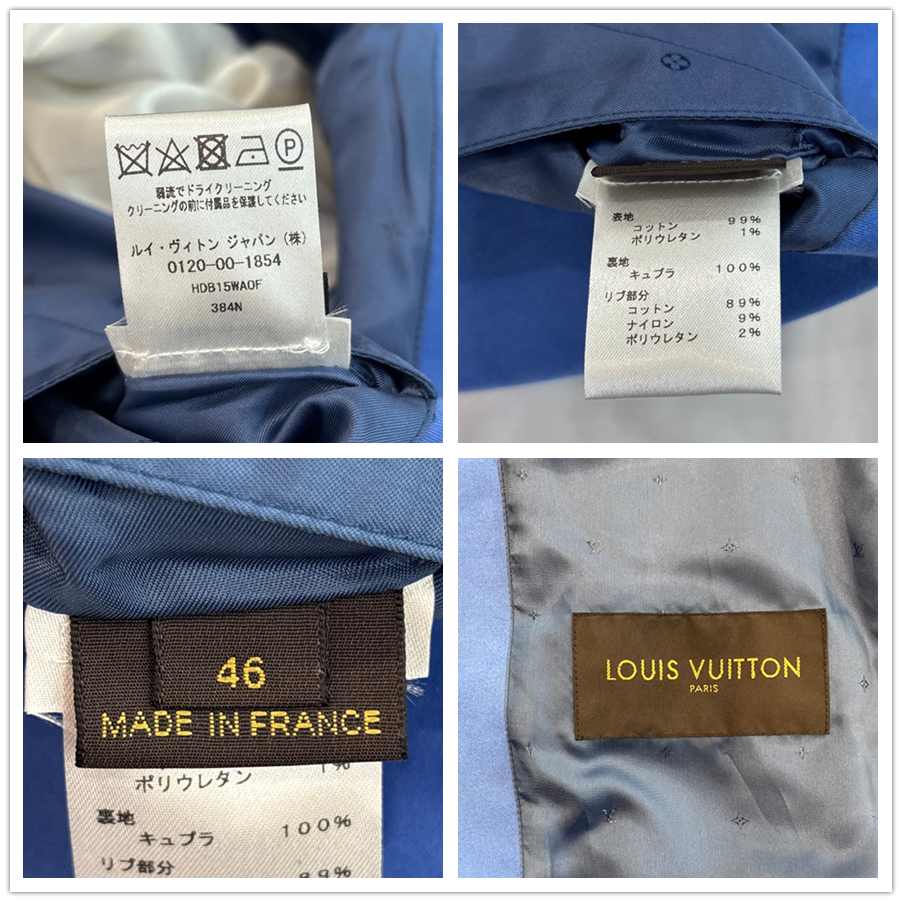 弱流でドライクリーニング
クリーニングの前に付属品を保護してください
ルイ・ヴィトン ジャパン (株)
0120-00-1854
HDB15WA0F
384N
表地
コットン 99%
ポリウレタン 1%
裏地
キュプラ 100%
リブ部分
コットン 89%
ナイロン 9%
ポリウレタン 2%
46
MADE IN FRANCE
ポリウレタン 1%
裏地
キュプラ 100%
リブ部分 89%
LOUIS VUITTON
PARIS